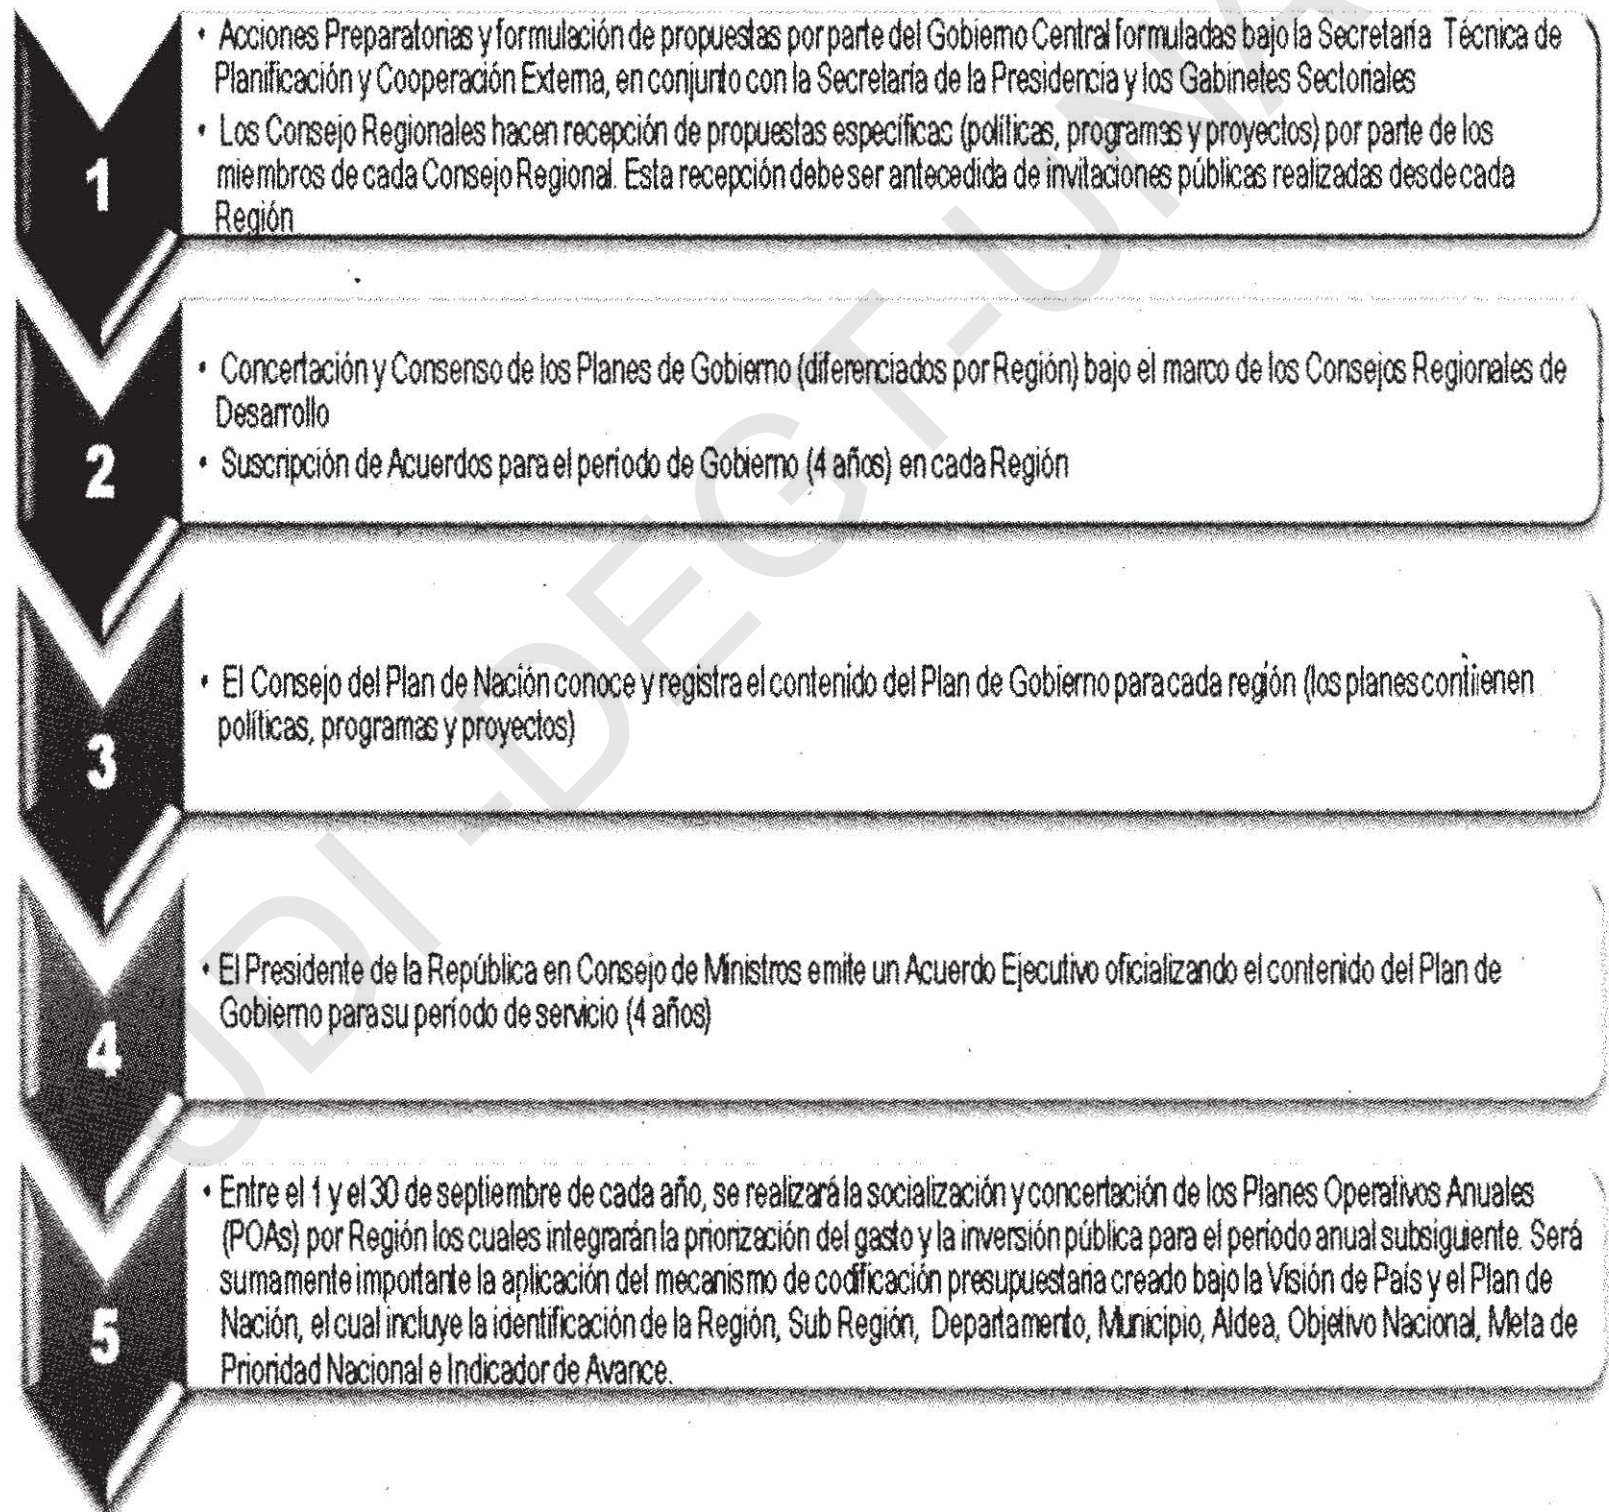 1
• Acciones Preparatorias y formulación de propuestas por parte del Gobierno Central formuladas bajo la Secretaría Técnica de
Planificación y Cooperación Externa, en conjunto con la Secretaría de la Presidencia y los Gabinetes Sectoriales
• Los Consejo Regionales hacen recepción de propuestas específicas (políticas, programas y proyectos) por parte de los
miembros de cada Consejo Regional. Esta recepción debe ser antecedida de invitaciones públicas realizadas desde cada
Región
2
• Concertación y Consenso de los Planes de Gobierno (diferenciados por Región) bajo el marco de los Consejos Regionales de
Desarrollo
• Suscripción de Acuerdos para el período de Gobierno (4 años) en cada Región
3
• El Consejo del Plan de Nación conoce y registra el contenido del Plan de Gobierno para cada región (los planes contiienen
políticas, programas y proyectos)
4
• El Presidente de la República en Consejo de Ministros emite un Acuerdo Ejecutivo oficializando el contenido del Plan de
Gobierno para su período de servicio (4 años)
5
• Entre el 1 y el 30 de septiembre de cada año, se realizará la socialización y concertación de los Planes Operativos Anuales
(POAs) por Región los cuales integrarán la priorización del gasto y la inversión pública para el período anual subsiguiente. Será
sumamente importante la aplicación del mecanismo de codificación presupuestaria creado bajo la Visión de País y el Plan de
Nación, el cual incluye la identificación de la Región, Sub Región, Departamento, Municipio, Aldea, Objetivo Nacional, Meta de
Prioridad Nacional e Indicador de Avance.
UDI-DEGT-UNA